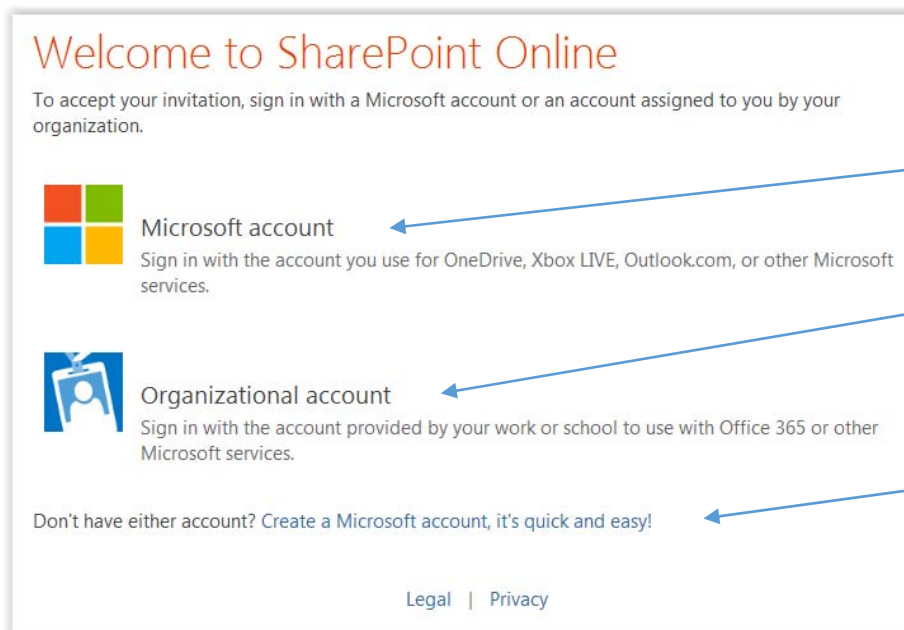 Welcome to SharePoint Online
To accept your invitation, sign in with a Microsoft account or an account assigned to you by your
organization.
Microsoft account
Sign in with the account you use for OneDrive, Xbox LIVE, Outlook.com, or other Microsoft
services.
Organizational account
Sign in with the account provided by your work or school to use with Office 365 or other
Microsoft services.
Don't have either account? Create a Microsoft account, it's quick and easy!
Legal | Privacy